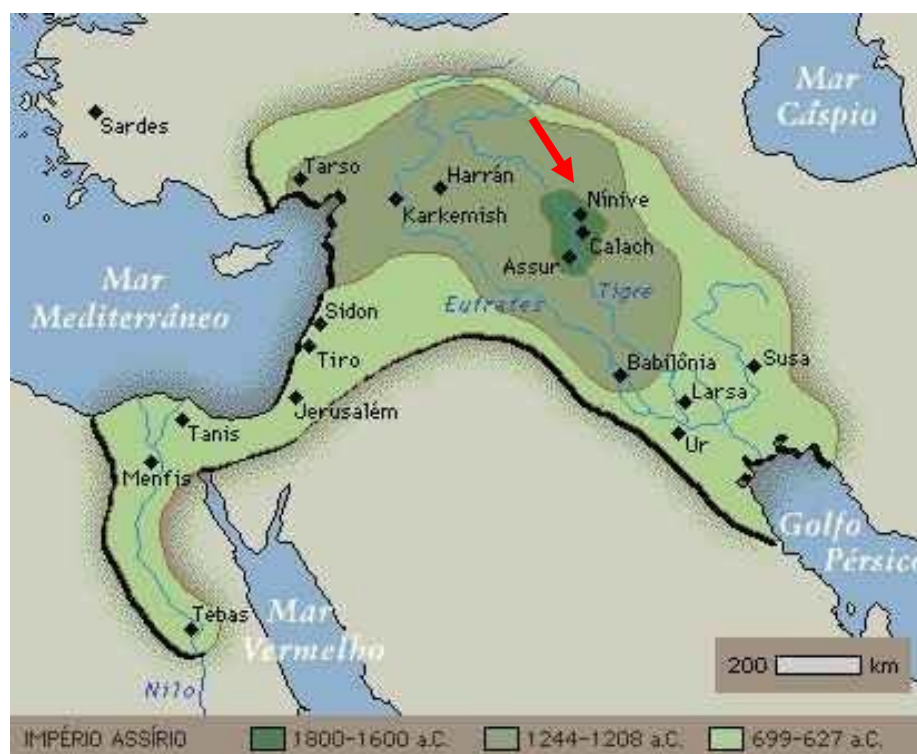 Mar
Cáspio
Sardes
Tarso
Harrán
Karkemish
Nínive
Calach
Assur
Tigre
Eufrates
Mar
Mediterrâneo
Sidon
Tiro
Jerusalém
Babilônia
Susa
Larsa
Ur
Tanis
Menfis
Golfo
Pérsico
Tebas
Mar
Vermelho
Nilo
200 km
IMPÉRIO ASSÍRIO 1800-1600 a.C. 1244-1208 a.C. 699-627 a.C.